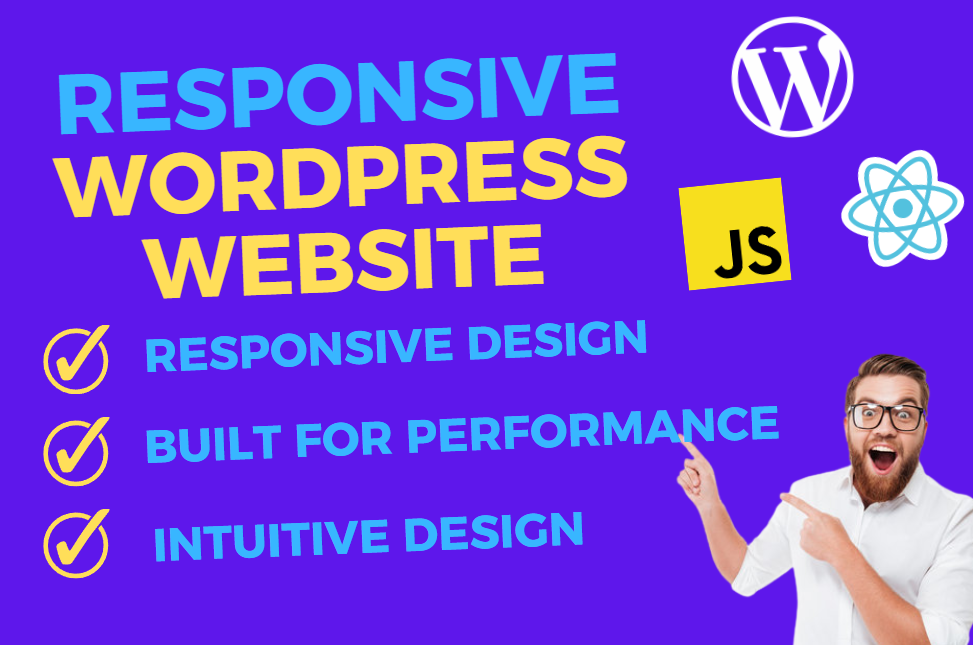 RESPONSIVE
WORDPRESS
WEBSITE
W
JS
RESPONSIVE DESIGN
BUILT FOR PERFORMANCE
INTUITIVE DESIGN